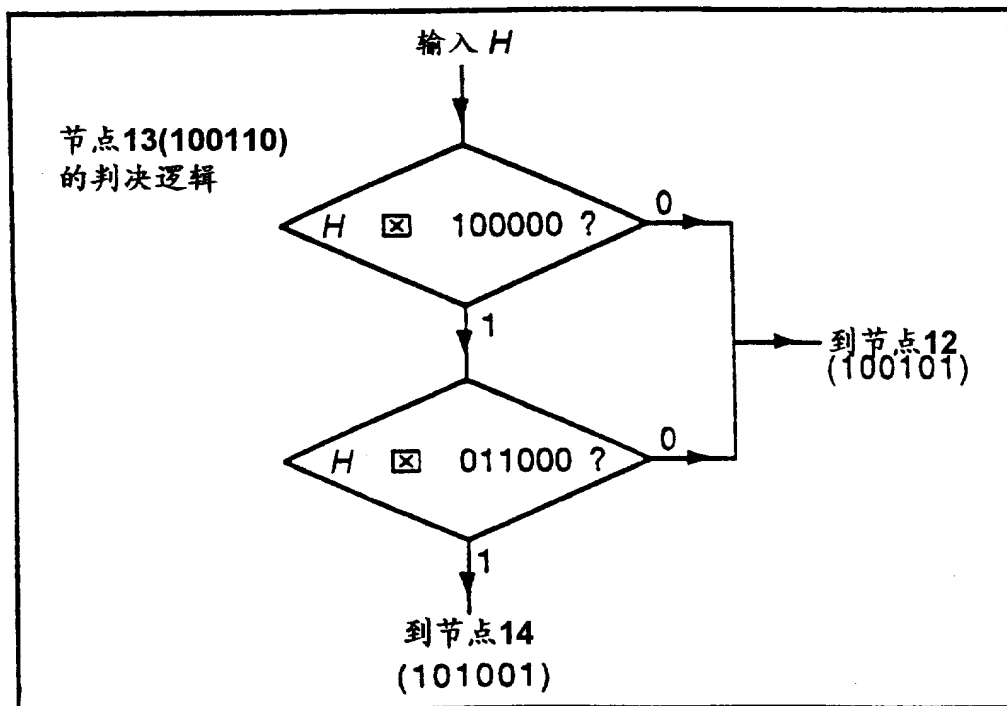 输入 H
节点13(100110)
的判决逻辑
H ⊠ 100000 ?
0
1
到节点12
(100101)
H ⊠ 011000 ?
0
1
到节点14
(101001)